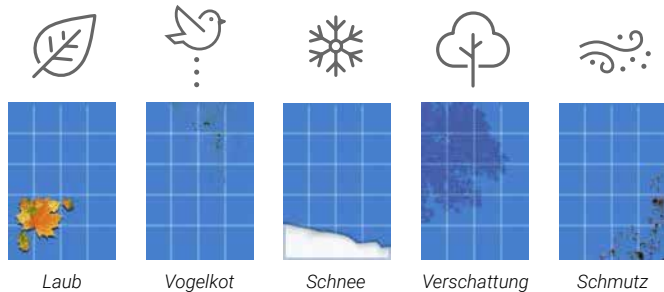 Laub
Vogelkot
Schnee
Verschattung
Schmutz